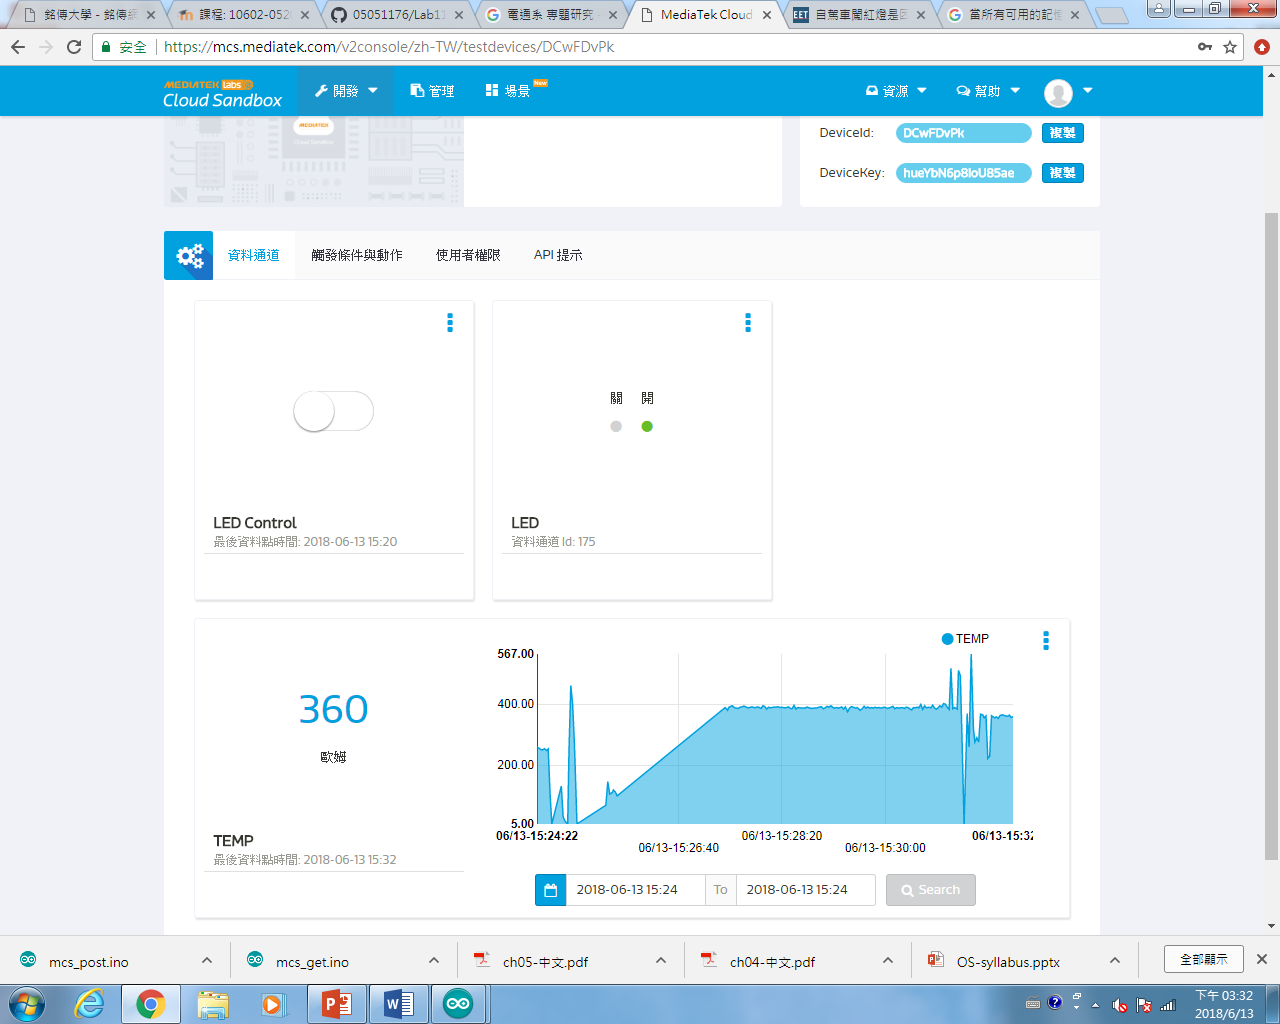 銘傳大學 - 銘傳網
課程: 10602-052
05051176/Lab11
電通系 專題研究
MediaTek Cloud
自駕車闖紅燈是因
當所有可用的記憶
安全
https://mcs.mediatek.com/v2console/zh-TW/testdevices/DCwFDvPk
MEDIATEK labs
Cloud Sandbox
開發
管理
場景
New
資源
幫助
MEDIATEK
Cloud Sandbox
DeviceId:
DCwFDvPk
複製
DeviceKey:
hueYbN6p8IoU85ae
複製
資料通道
觸發條件與動作
使用者權限
API 提示
LED Control
最後資料點時間: 2018-06-13 15:20
關 開
LED
資料通道 Id: 175
360
歐姆
TEMP
最後資料點時間: 2018-06-13 15:32
TEMP
567.00
400.00
200.00
5.00
06/13-15:24:22
06/13-15:26:40
06/13-15:28:20
06/13-15:30:00
06/13-15:32
2018-06-13 15:24
To
2018-06-13 15:24
Search
mcs_post.ino
mcs_get.ino
ch05-中文.pdf
ch04-中文.pdf
OS-syllabus.pptx
全部顯示
下午 03:32
2018/6/13